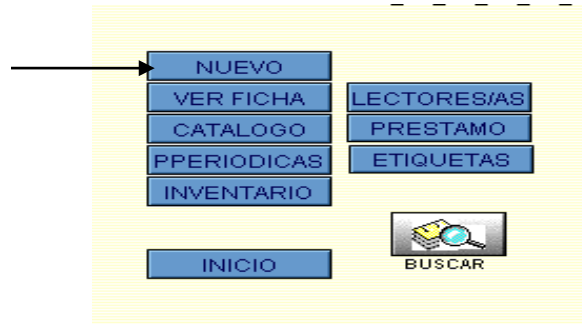 NUEVO
VER FICHA LECTORES/AS
CATALOGO PRESTAMO
PPERIODICAS ETIQUETAS
INVENTARIO
BUSCAR
INICIO